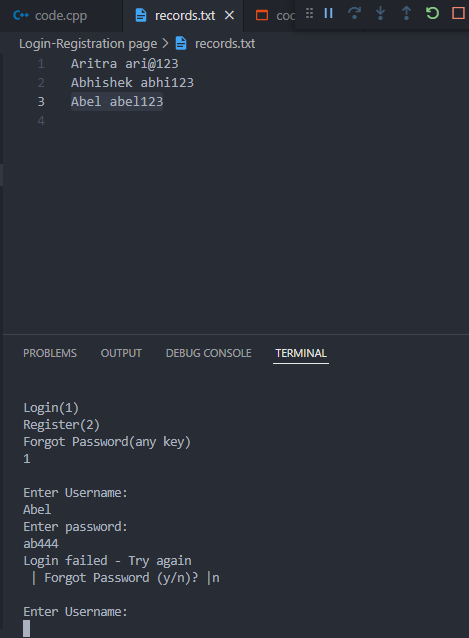 code.cpp records.txt
Login-Registration page > records.txt
1 Aritra ari@123
2 Abhishek abhi123
3 Abel abel123
4
PROBLEMS OUTPUT DEBUG CONSOLE TERMINAL
Login(1)
Register(2)
Forgot Password(any key)
1
Enter Username:
Abel
Enter password:
ab444
Login failed - Try again
| Forgot Password (y/n)? |n
Enter Username: